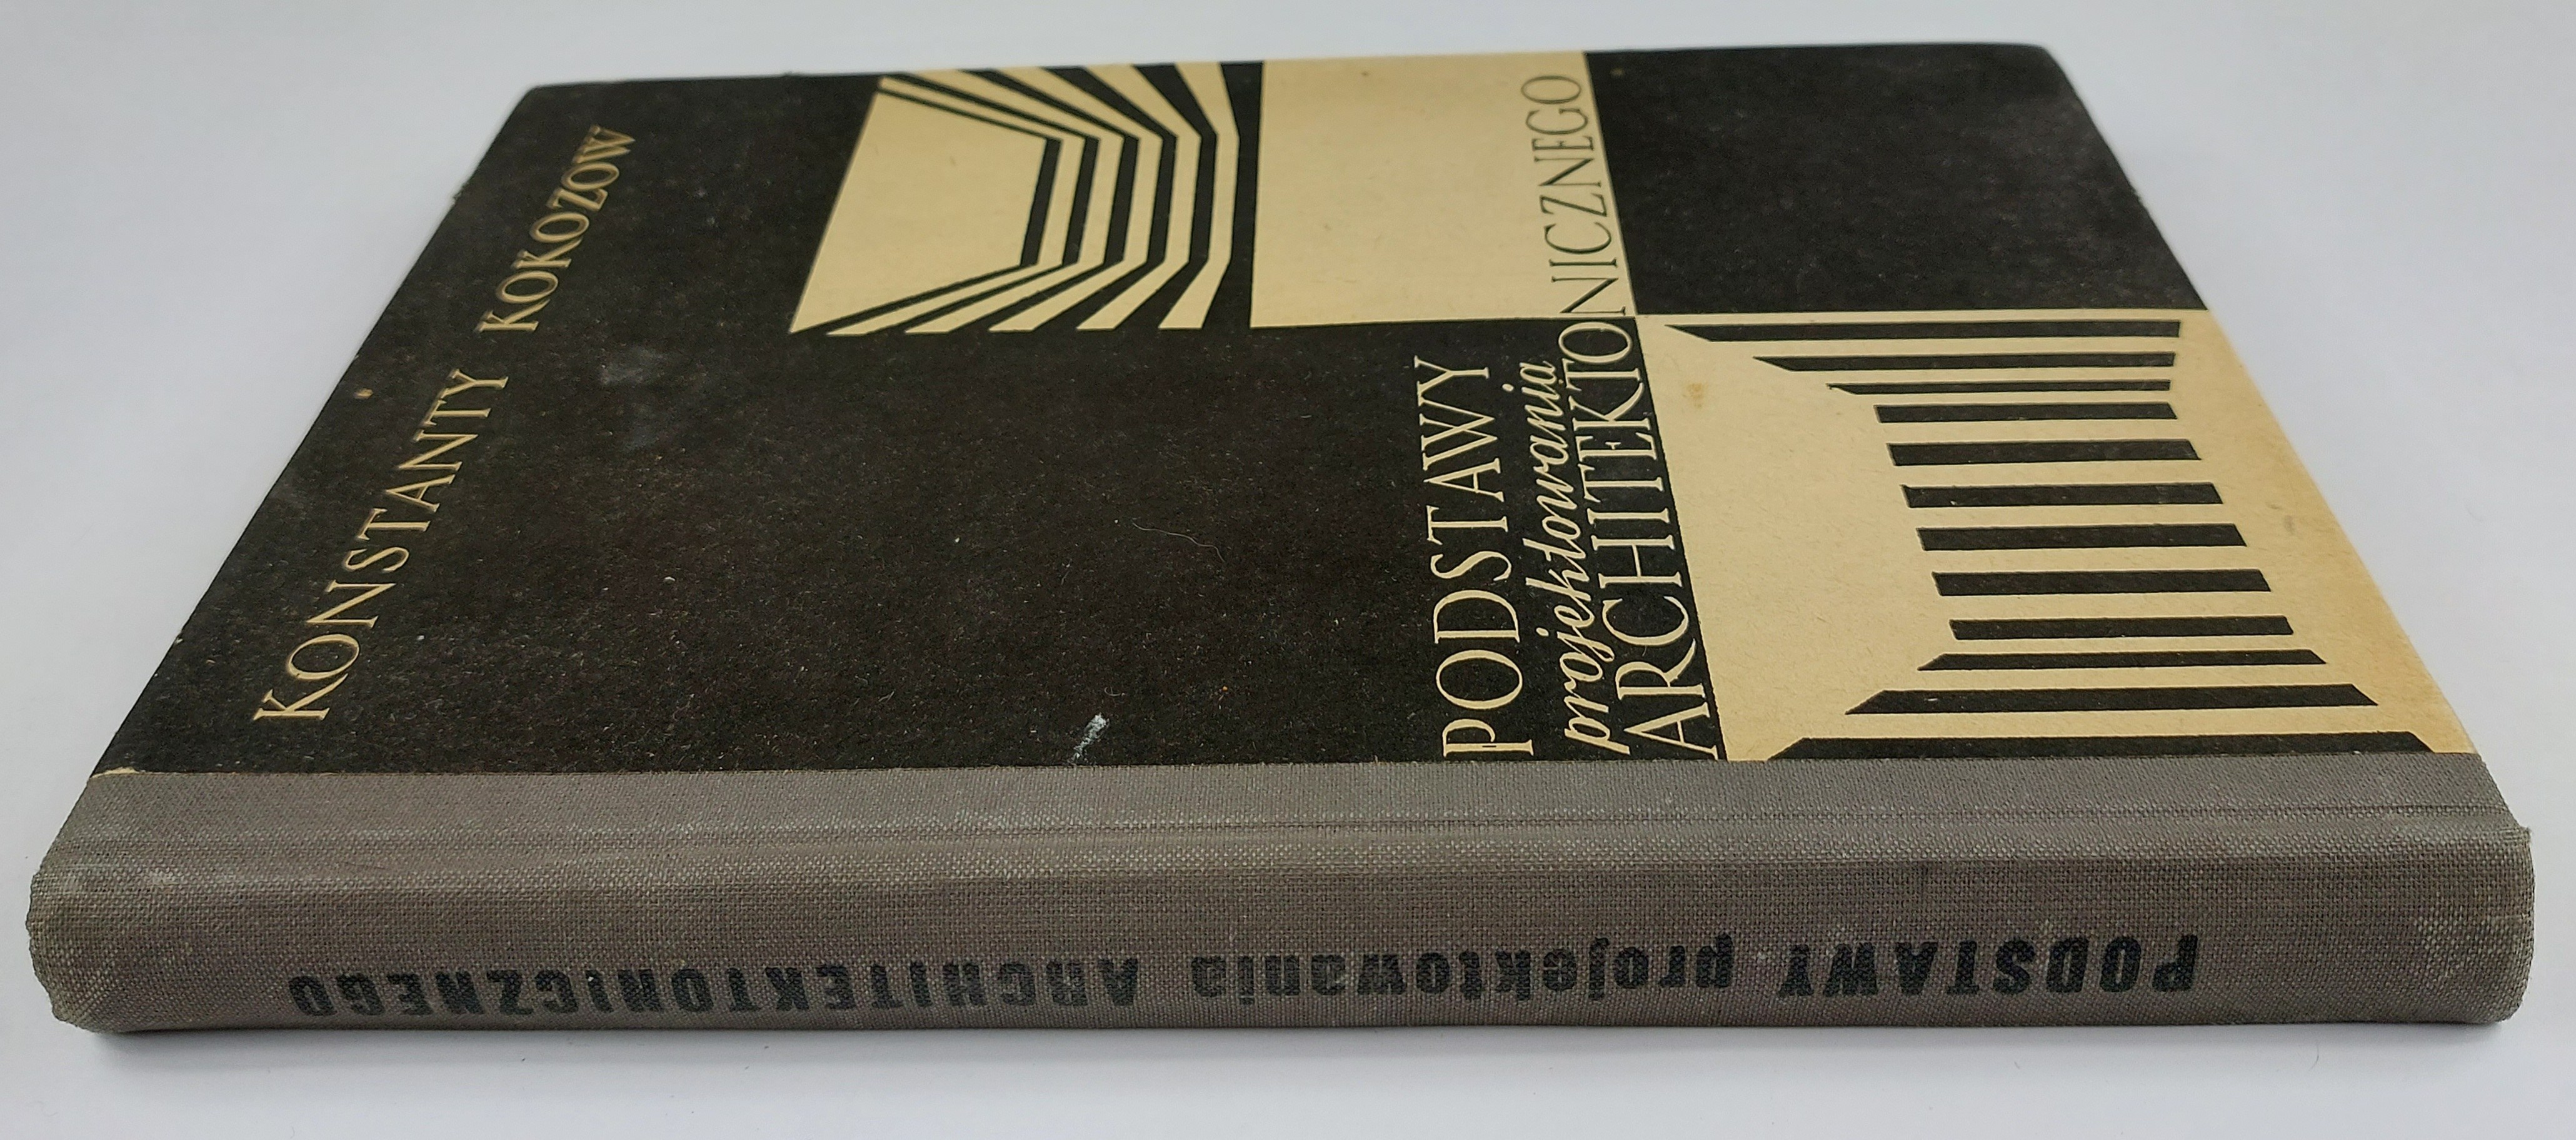 KONSTANTY KOKOZOW
PODSTAWY
projektowania
ARCHITEKTONICZNEGO
PODSTAWY projektowania ARCHITEKTONICZNEGO